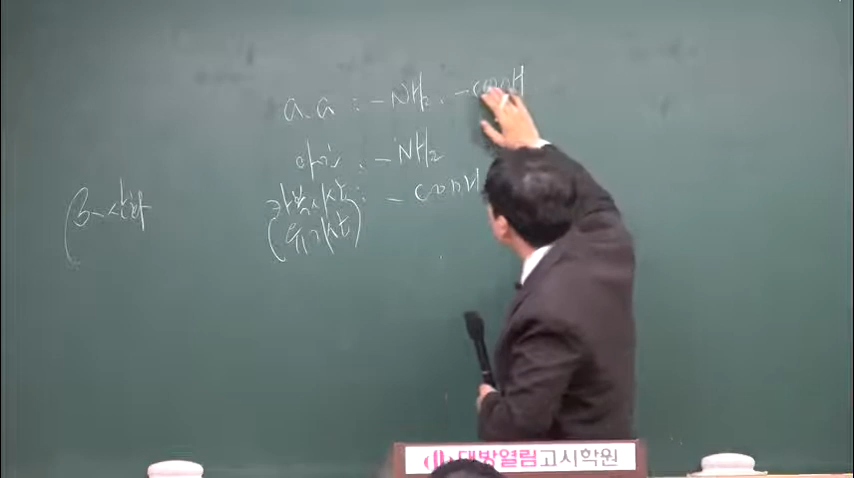 a.a : -NH₂, -COOH
아민 : -NH₂
카복시산 : -COOH
(유기산)
β-산화
대방열림고시학원